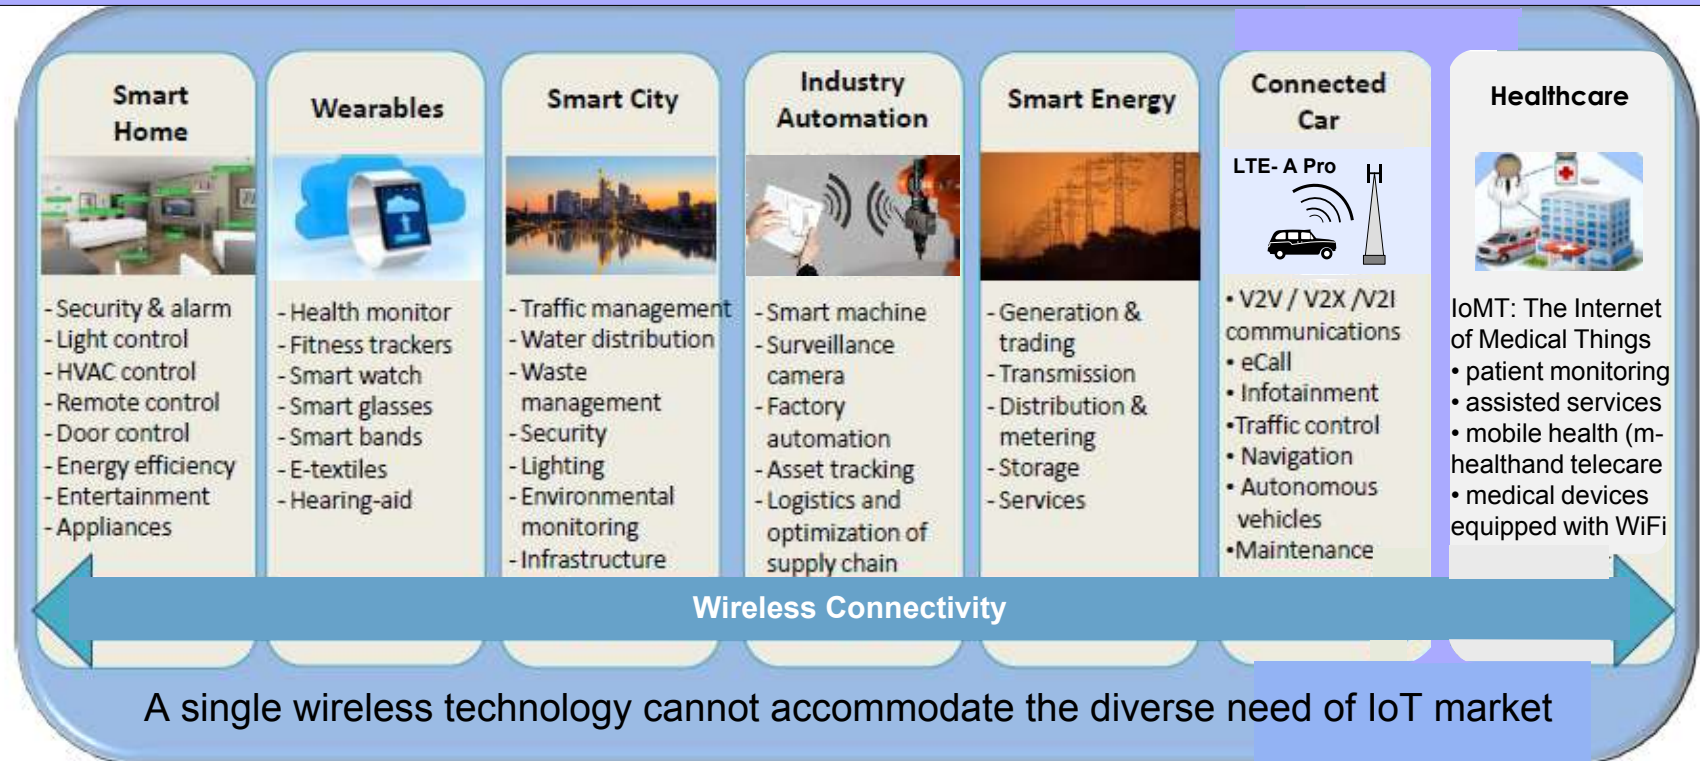 Smart
Home
- Security & alarm
- Light control
- HVAC control
- Remote control
- Door control
- Energy efficiency
- Entertainment
- Appliances
Wearables
- Health monitor
- Fitness trackers
- Smart watch
- Smart glasses
- Smart bands
- E-textiles
- Hearing-aid
Smart City
- Traffic management
- Water distribution
- Waste
management
- Security
- Lighting
- Environmental
monitoring
- Infrastructure
Industry
Automation
- Smart machine
- Surveillance
camera
- Factory
automation
- Asset tracking
- Logistics and
optimization of
supply chain
Smart Energy
- Generation &
trading
- Transmission
- Distribution &
metering
- Storage
- Services
Connected
Car
LTE- A Pro
• V2V / V2X /V2I
communications
• eCall
• Infotainment
•Traffic control
• Navigation
• Autonomous
vehicles
•Maintenance
Healthcare
IoMT: The Internet
of Medical Things
• patient monitoring
• assisted services
• mobile health (m-
healthand telecare
• medical devices
equipped with WiFi
Wireless Connectivity
A single wireless technology cannot accommodate the diverse need of IoT market